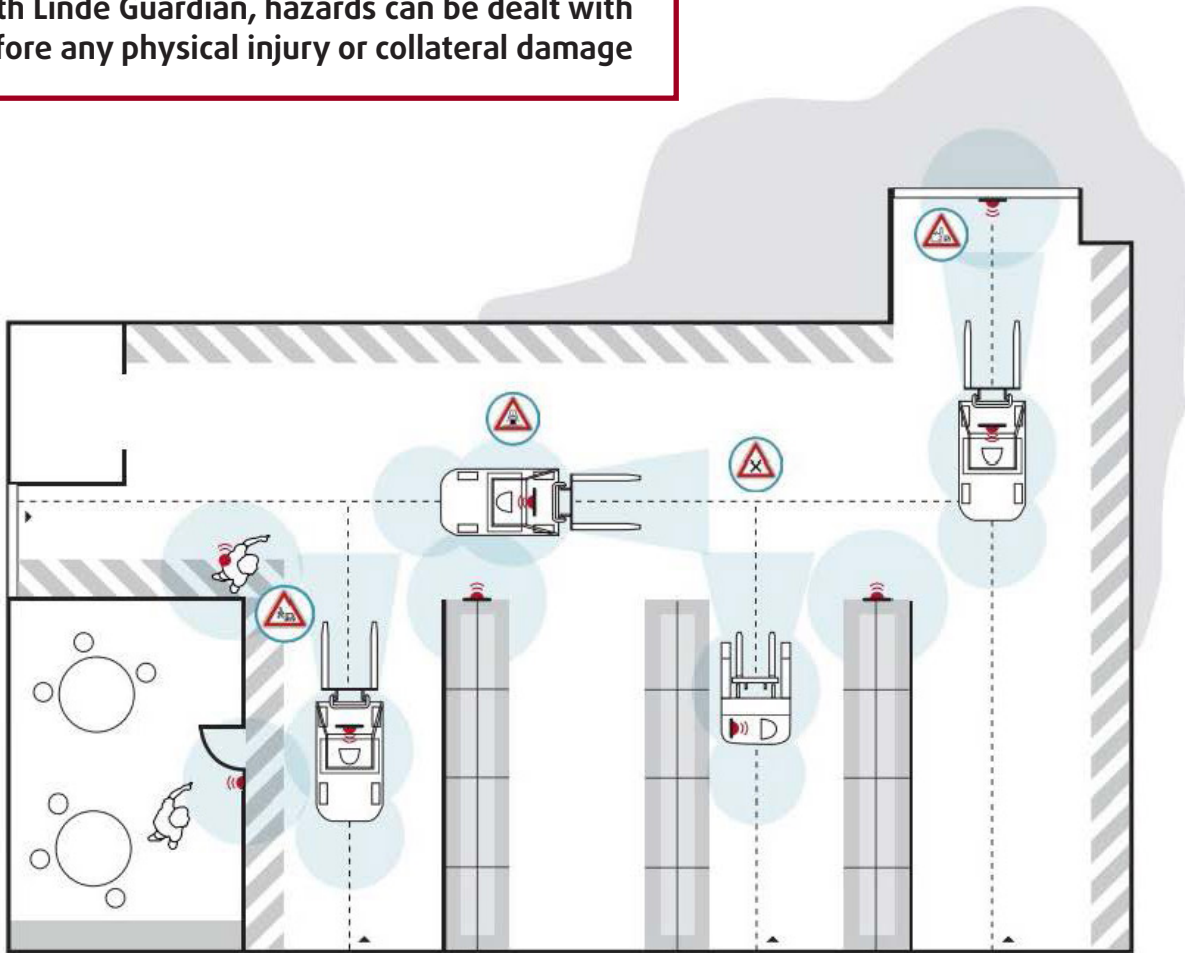 th Linde Guardian, hazards can be dealt with
fore any physical injury or collateral damage